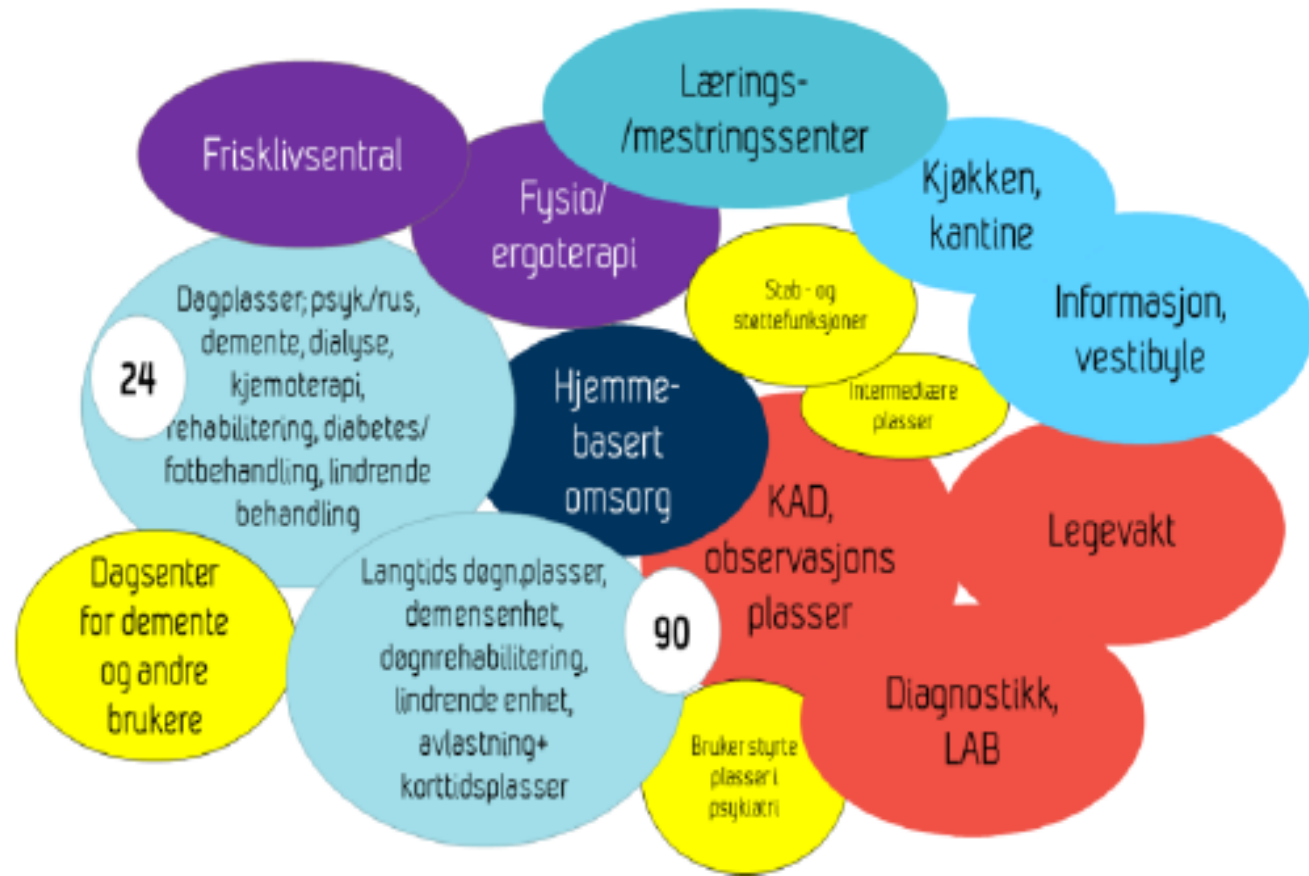 Frisklivsentral
Fysio/
ergoterapi
Lærings-
/mestringssenter
Kjøkken,
kantine
Informasjon,
vestibyle
Stab - og
støttefunksjoner
Intermediære
plasser
24
Dagplasser; psyk./rus,
demente, dialyse,
kjemoterapi,
rehabilitering, diabetes/
fotbehandling, lindrende
behandling
Hjemme-
basert
omsorg
KAD,
observasjons
plasser
Legevakt
Dagsenter
for demente
og andre
brukere
Langtids døgn.plasser,
demensenhet,
døgnrehabilitering,
lindrende enhet,
avlastning+
korttidsplasser
90
Bruker styrte
plasser i
psykiatri
Diagnostikk,
LAB